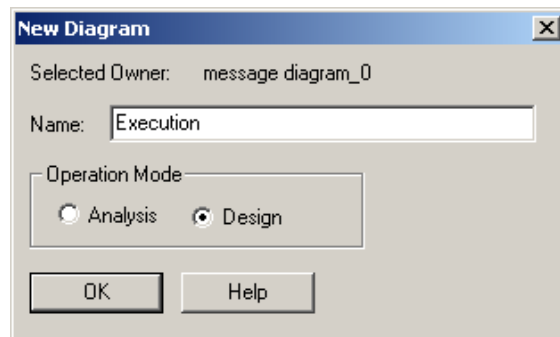 New Diagram
Selected Owner: message diagram_0
Name: Execution
Operation Mode
Analysis Design
OK Help